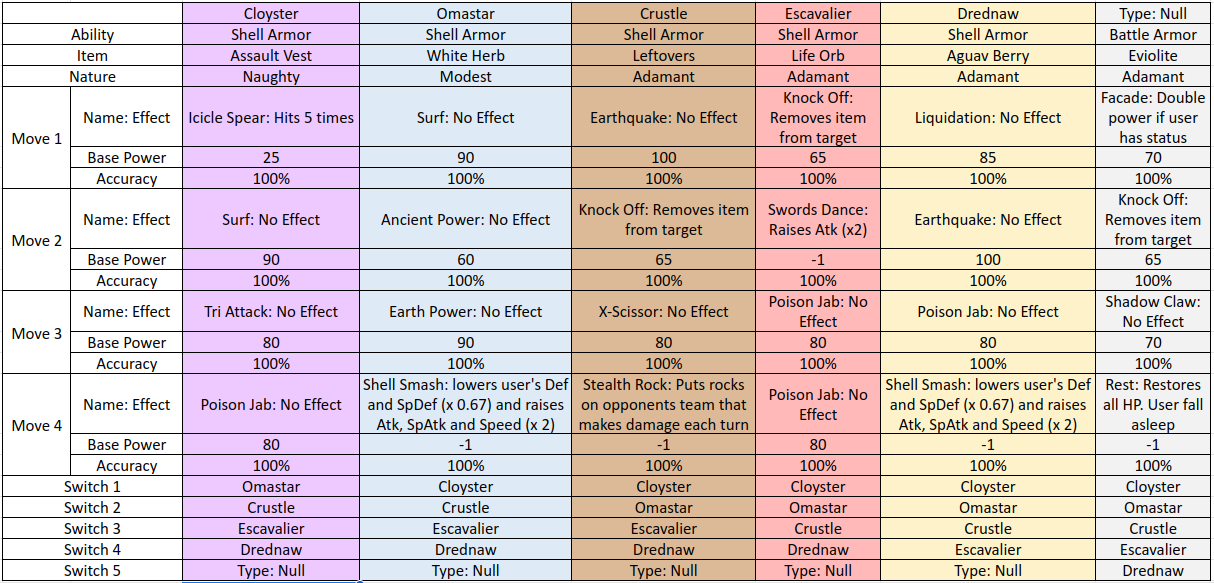 Cloyster Omastar Crustle Escavalier Drednaw Type: Null
Ability Shell Armor Shell Armor Shell Armor Shell Armor Shell Armor Battle Armor
Item Assault Vest White Herb Leftovers Life Orb Aguav Berry Eviolite
Nature Naughty Modest Adamant Adamant Adamant Adamant
Move 1
Name: Effect
Icicle Spear: Hits 5 times
Surf: No Effect
Earthquake: No Effect
Knock Off:
Removes item
from target
Liquidation: No Effect
Facade: Double
power if user
has status
Base Power 25 90 100 65 85 70
Accuracy 100% 100% 100% 100% 100% 100%
Move 2
Name: Effect
Surf: No Effect
Ancient Power: No Effect
Knock Off: Removes item
from target
Swords Dance:
Raises Atk (x2)
Earthquake: No Effect
Knock Off:
Removes item
from target
Base Power 90 60 65 -1 100 65
Accuracy 100% 100% 100% 100% 100% 100%
Move 3
Name: Effect
Tri Attack: No Effect
Earth Power: No Effect
X-Scissor: No Effect
Poison Jab: No
Effect
Poison Jab: No Effect
Shadow Claw:
No Effect
Base Power 80 90 80 80 80 70
Accuracy 100% 100% 100% 100% 100% 100%
Move 4
Name: Effect
Poison Jab: No Effect
Shell Smash: lowers user's Def
and SpDef (x 0.67) and raises
Atk, SpAtk and Speed (x 2)
Stealth Rock: Puts rocks
on opponents team that
makes damage each turn
Poison Jab: No
Effect
Shell Smash: lowers user's Def
and SpDef (x 0.67) and raises
Atk, SpAtk and Speed (x 2)
Rest: Restores
all HP. User fall
asleep
Base Power 80 -1 -1 80 -1 -1
Accuracy 100% 100% 100% 100% 100% 100%
Switch 1 Omastar Cloyster Cloyster Cloyster Cloyster Cloyster
Switch 2 Crustle Crustle Omastar Omastar Omastar Omastar
Switch 3 Escavalier Escavalier Escavalier Crustle Crustle Crustle
Switch 4 Drednaw Drednaw Drednaw Drednaw Escavalier Escavalier
Switch 5 Type: Null Type: Null Type: Null Type: Null Type: Null Drednaw